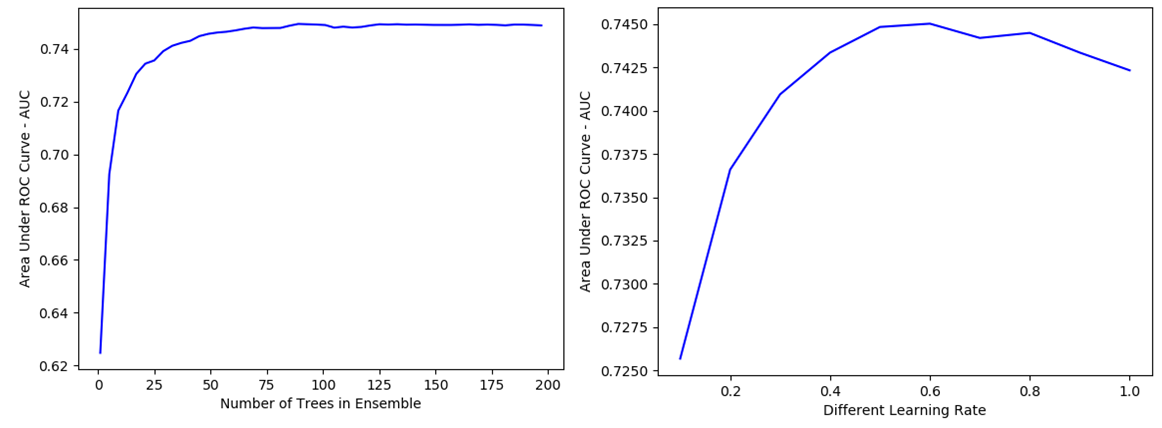 Area Under ROC Curve - AUC
0.74
0.72
0.70
0.68
0.66
0.64
0.62
0 25 50 75 100 125 150 175 200
Number of Trees in Ensemble
Area Under ROC Curve - AUC
0.7450
0.7425
0.7400
0.7375
0.7350
0.7325
0.7300
0.7275
0.7250
0.2 0.4 0.6 0.8 1.0
Different Learning Rate